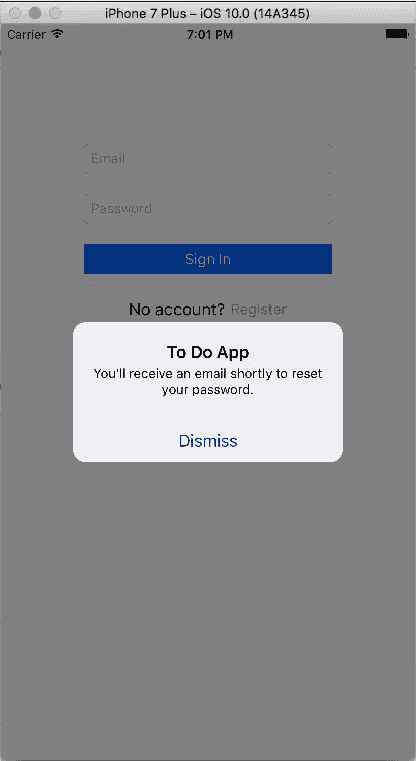 iPhone 7 Plus – iOS 10.0 (14A345)
Carrier 7:01 PM
Email
Password
Sign In
No account? Register
To Do App
You'll receive an email shortly to reset
your password.
Dismiss